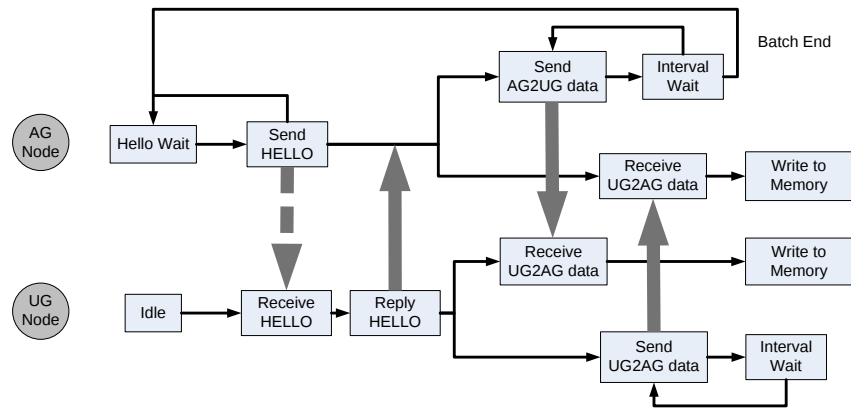 Batch End
Send
AG2UG data
Interval
Wait
AG
Node
Hello Wait
Send
HELLO
Receive
UG2AG data
Write to
Memory
Receive
UG2AG data
Write to
Memory
UG
Node
Idle
Receive
HELLO
Reply
HELLO
Send
UG2AG data
Interval
Wait